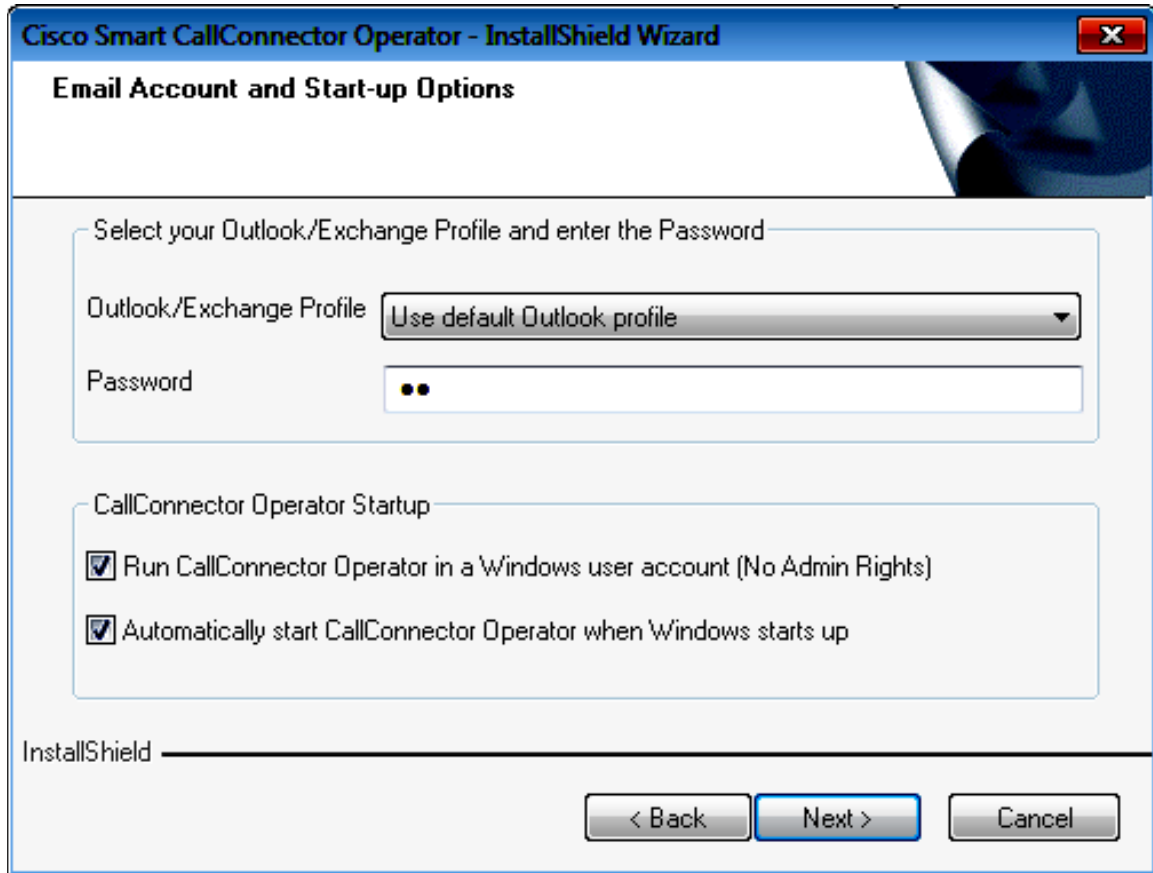 Cisco Smart CallConnector Operator - InstallShield Wizard
Email Account and Start-up Options
Select your Outlook/Exchange Profile and enter the Password
Outlook/Exchange Profile
Use default Outlook profile
Password
••
CallConnector Operator Startup
Run CallConnector Operator in a Windows user account (No Admin Rights)
Automatically start CallConnector Operator when Windows starts up
InstallShield
< Back
Next >
Cancel